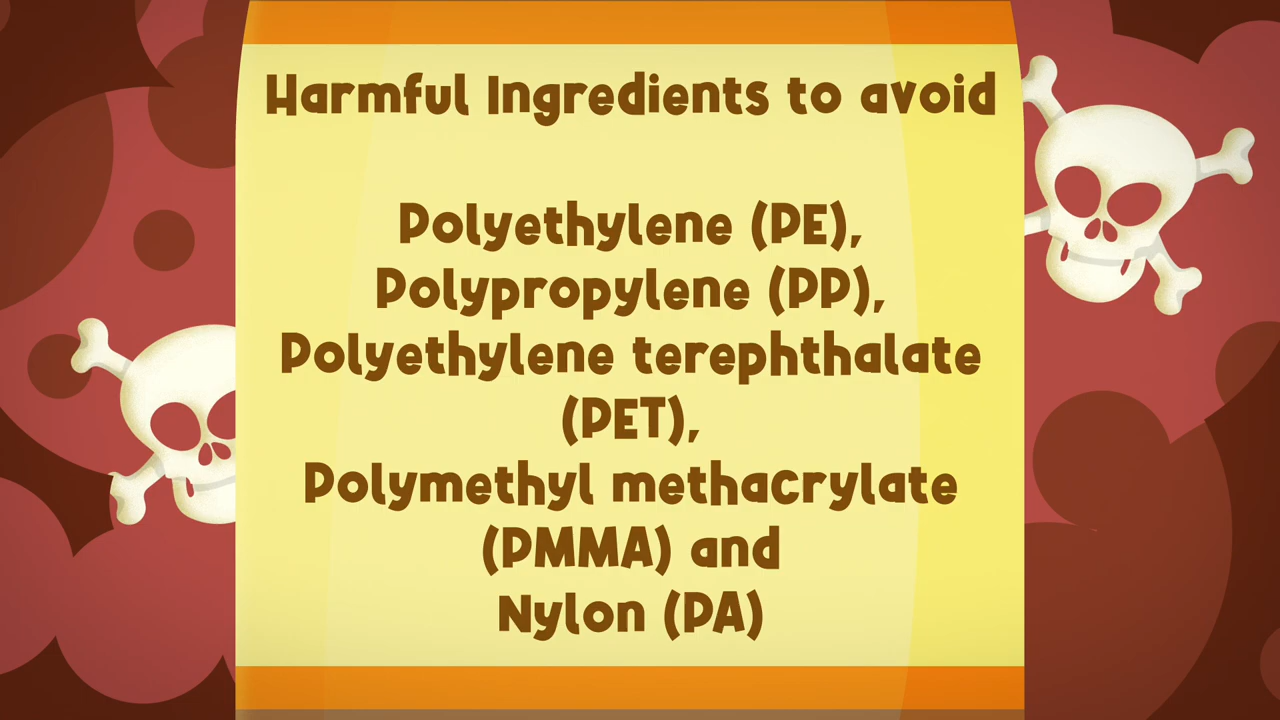 Harmful Ingredients to avoid
Polyethylene (PE),
Polypropylene (PP),
Polyethylene terephthalate
(PET),
Polymethyl methacrylate
(PMMA) and
Nylon (PA)